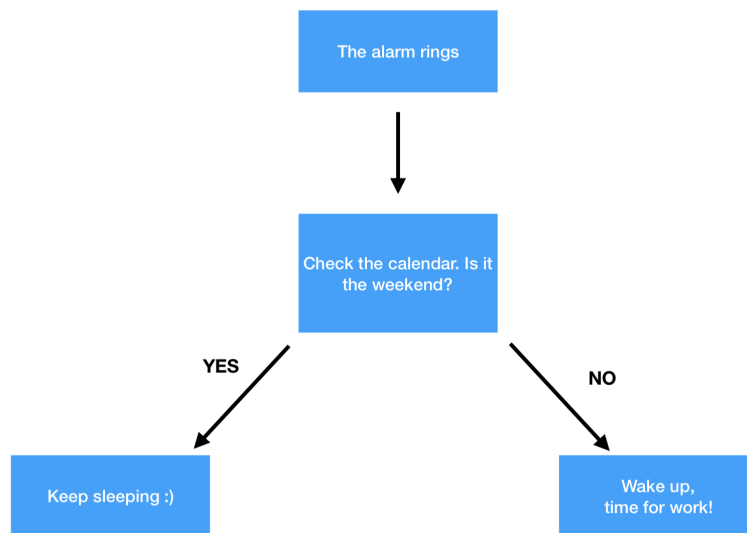 The alarm rings
Check the calendar. Is it
the weekend?
YES
NO
Keep sleeping :)
Wake up,
time for work!